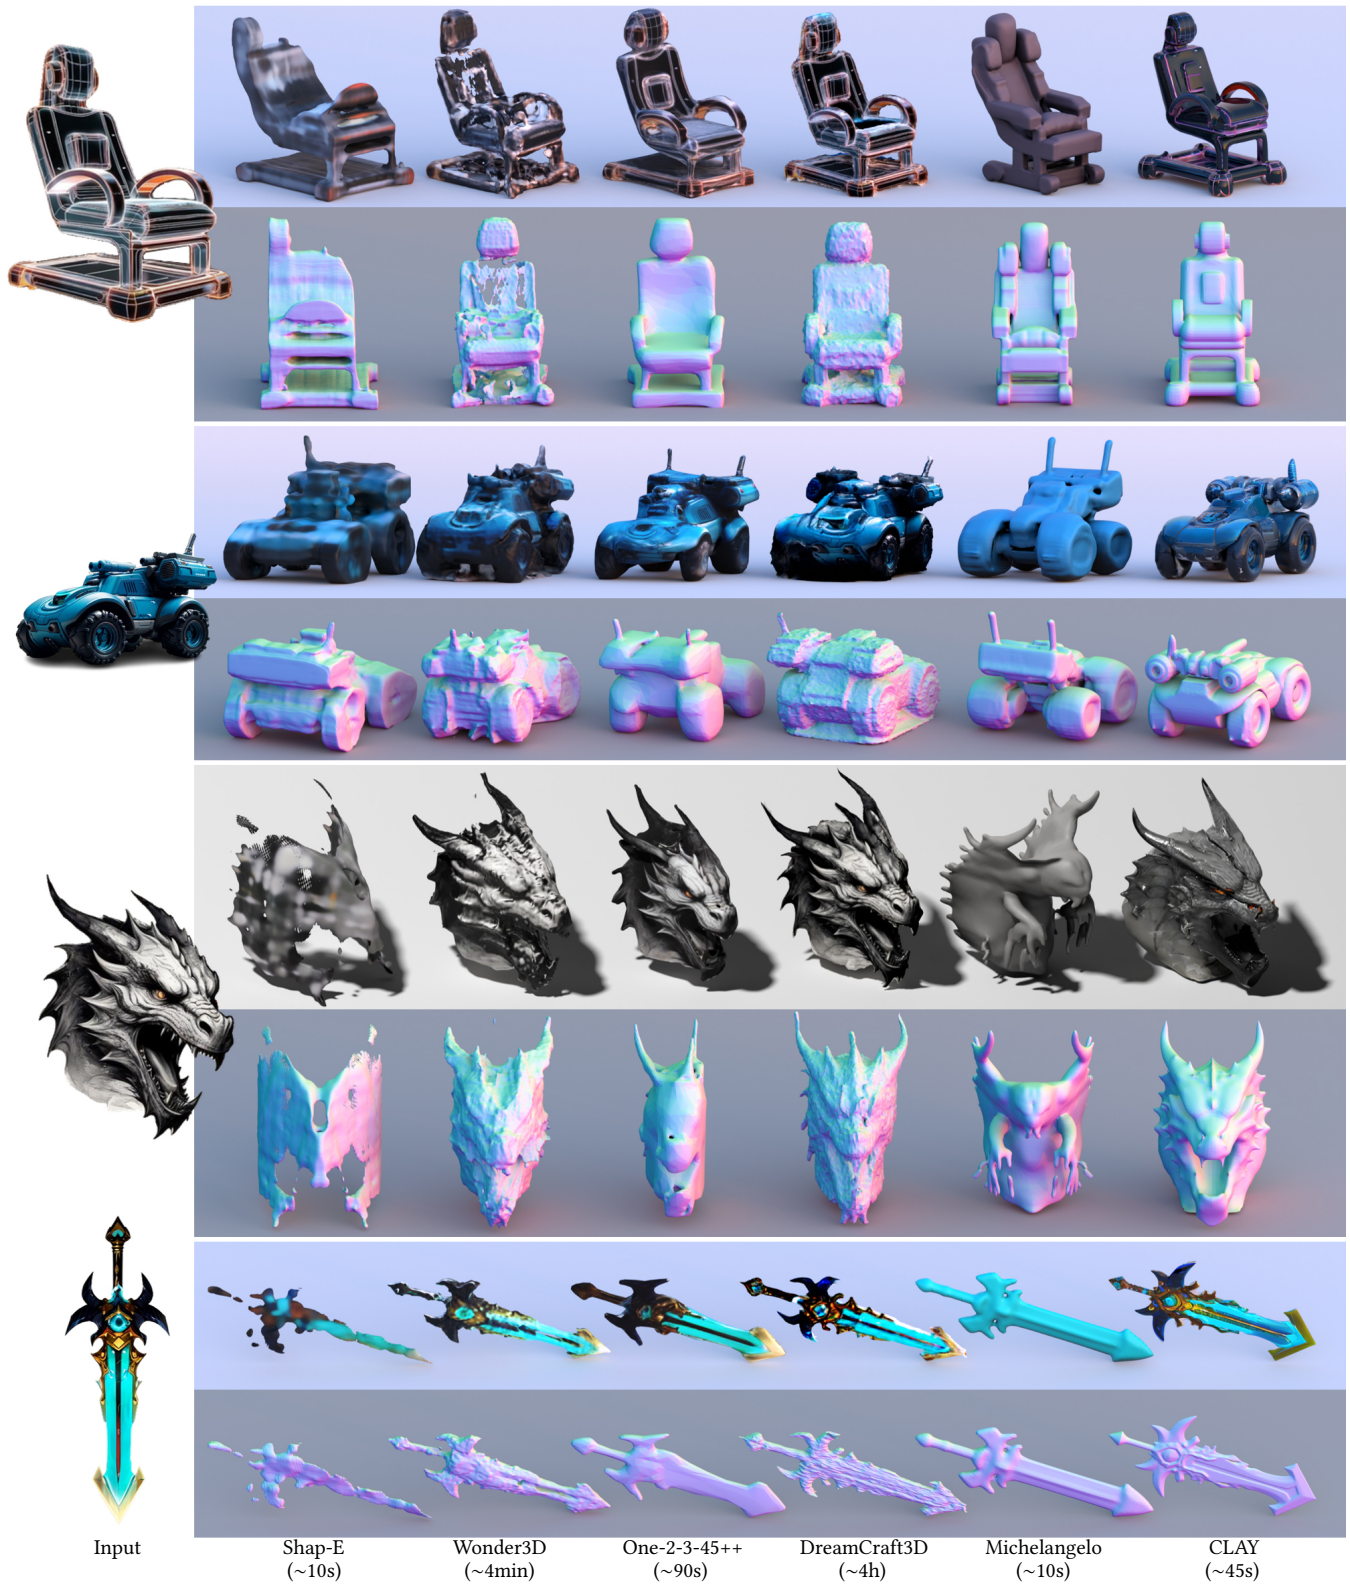 Input
Shap-E
(~10s)
Wonder3D
(~4min)
One-2-3-45++
(~90s)
DreamCraft3D
(~4h)
Michelangelo
(~10s)
CLAY
(~45s)